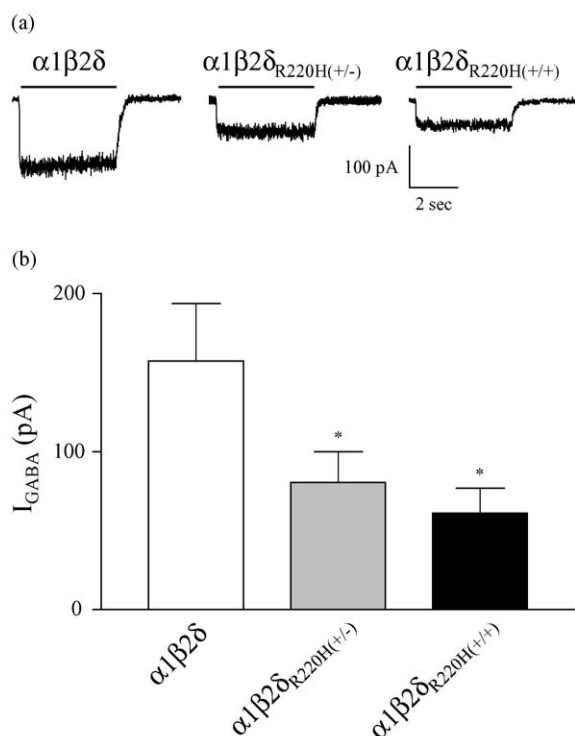 (a)
α1β2δ α1β2δR220H(+/-) α1β2δR220H(+/+)
100 pA
2 sec
(b)
200
100
0
IGABA (pA)
*
*
α1β2δ
α1β2δR220H(+/-)
α1β2δR220H(+/+)